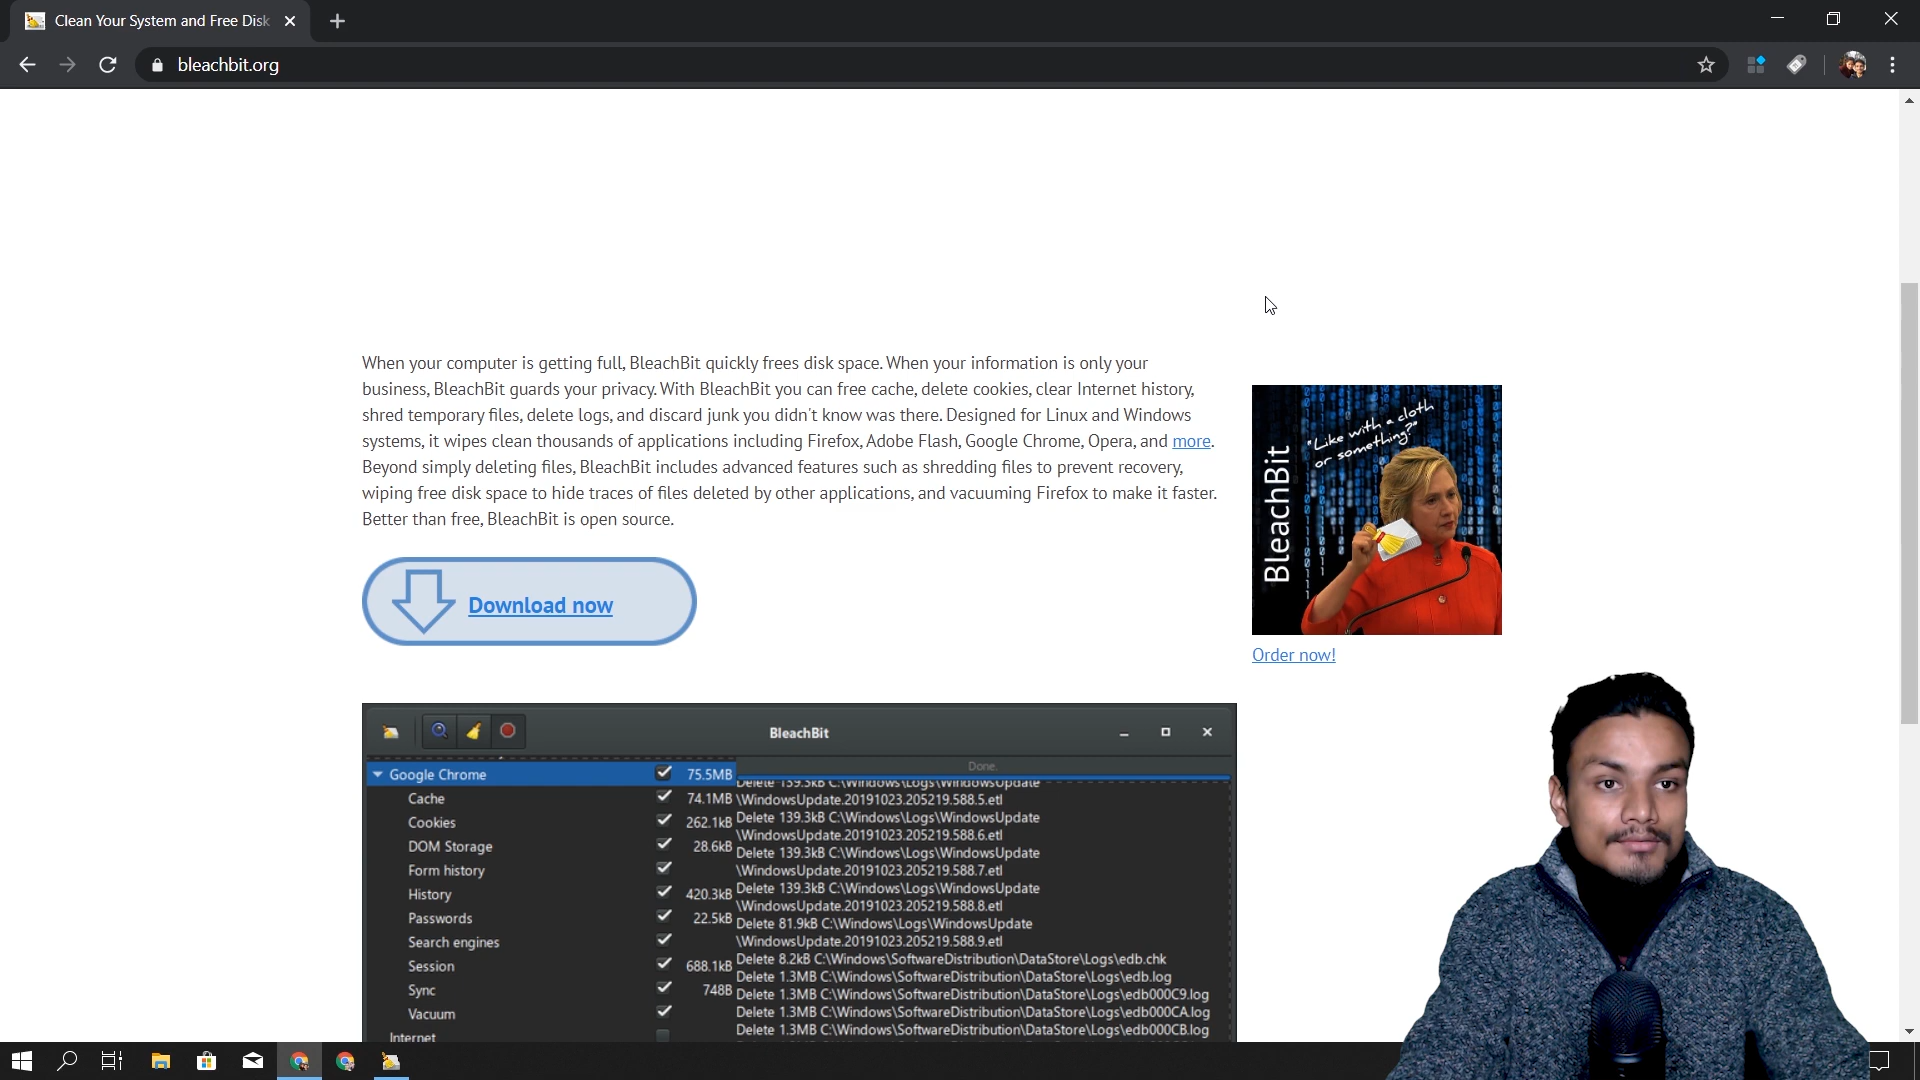 Clean Your System and Free Disk
bleachbit.org
When your computer is getting full, BleachBit quickly frees disk space. When your information is only your
business, BleachBit guards your privacy. With BleachBit you can free cache, delete cookies, clear Internet history,
shred temporary files, delete logs, and discard junk you didn't know was there. Designed for Linux and Windows
systems, it wipes clean thousands of applications including Firefox, Adobe Flash, Google Chrome, Opera, and more.
Beyond simply deleting files, BleachBit includes advanced features such as shredding files to prevent recovery,
wiping free disk space to hide traces of files deleted by other applications, and vacuuming Firefox to make it faster.
Better than free, BleachBit is open source.
Download now
BleachBit
"Like with a cloth
or something?"
Order now!
BleachBit
Done.
Google Chrome 75.5MB
Cache 74.1MB
Cookies 262.1kB
DOM Storage 28.6kB
Form history
History 420.3kB
Passwords 22.5kB
Search engines
Session 688.1kB
Sync 748B
Vacuum
Internet
Delete 139.3kB C:\Windows\Logs\WindowsUpdate
\WindowsUpdate.20191023.205219.588.5.etl
Delete 139.3kB C:\Windows\Logs\WindowsUpdate
\WindowsUpdate.20191023.205219.588.6.etl
Delete 139.3kB C:\Windows\Logs\WindowsUpdate
\WindowsUpdate.20191023.205219.588.7.etl
Delete 139.3kB C:\Windows\Logs\WindowsUpdate
\WindowsUpdate.20191023.205219.588.8.etl
Delete 81.9kB C:\Windows\Logs\WindowsUpdate
\WindowsUpdate.20191023.205219.588.9.etl
Delete 8.2kB C:\Windows\SoftwareDistribution\DataStore\Logs\edb.chk
Delete 1.3MB C:\Windows\SoftwareDistribution\DataStore\Logs\edb.log
Delete 1.3MB C:\Windows\SoftwareDistribution\DataStore\Logs\edb000C9.log
Delete 1.3MB C:\Windows\SoftwareDistribution\DataStore\Logs\edb000CA.log
Delete 1.3MB C:\Windows\SoftwareDistribution\DataStore\Logs\edb000CB.log